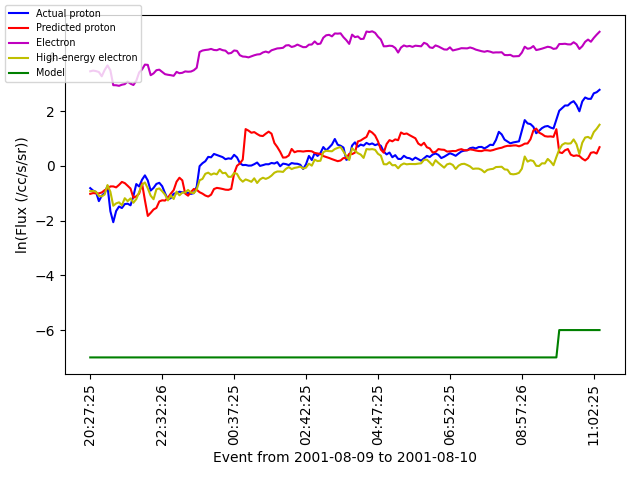 Actual proton
Predicted proton
Electron
High-energy electron
Model
ln(Flux (/cc/s/sr))
2
0
−2
−4
−6
20:27:25
22:32:26
00:37:25
02:42:25
04:47:25
06:52:25
08:57:26
11:02:25
Event from 2001-08-09 to 2001-08-10